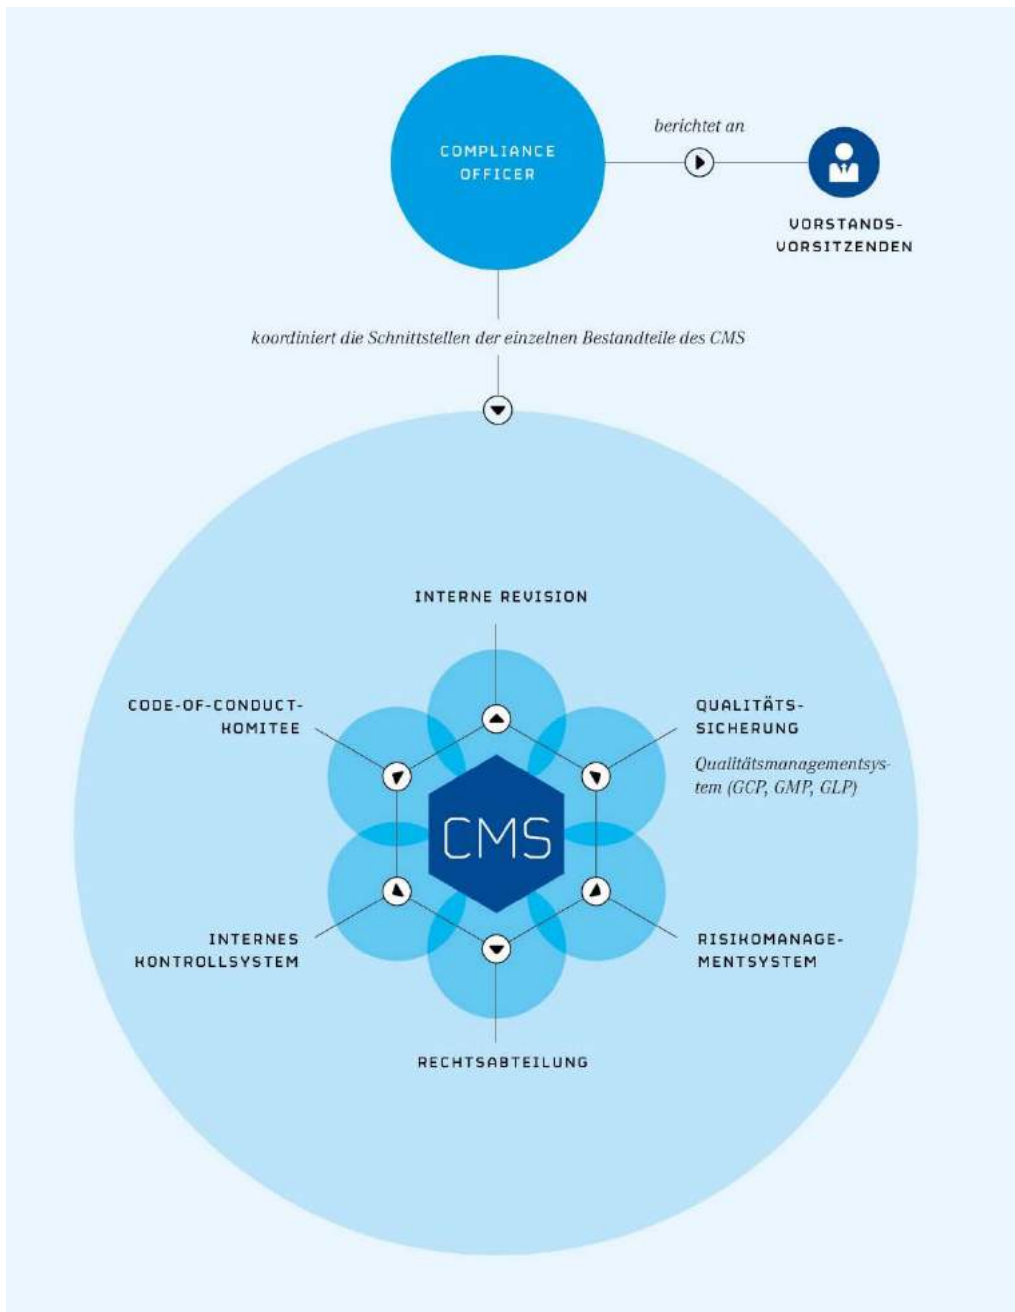 berichtet an
COMPLIANCE
OFFICER
VORSTANDS-
VORSITZENDEN
koordiniert die Schnittstellen der einzelnen Bestandteile des CMS
INTERNE REVISION
CODE-OF-CONDUCT-
KOMITEE
QUALITÄTS-
SICHERUNG
Qualitätsmanagementsys-
tem (GCP, GMP, GLP)
CMS
INTERNES
KONTROLLSYSTEM
RISIKOMANAGE-
MENTSYSTEM
RECHTSABTEILUNG